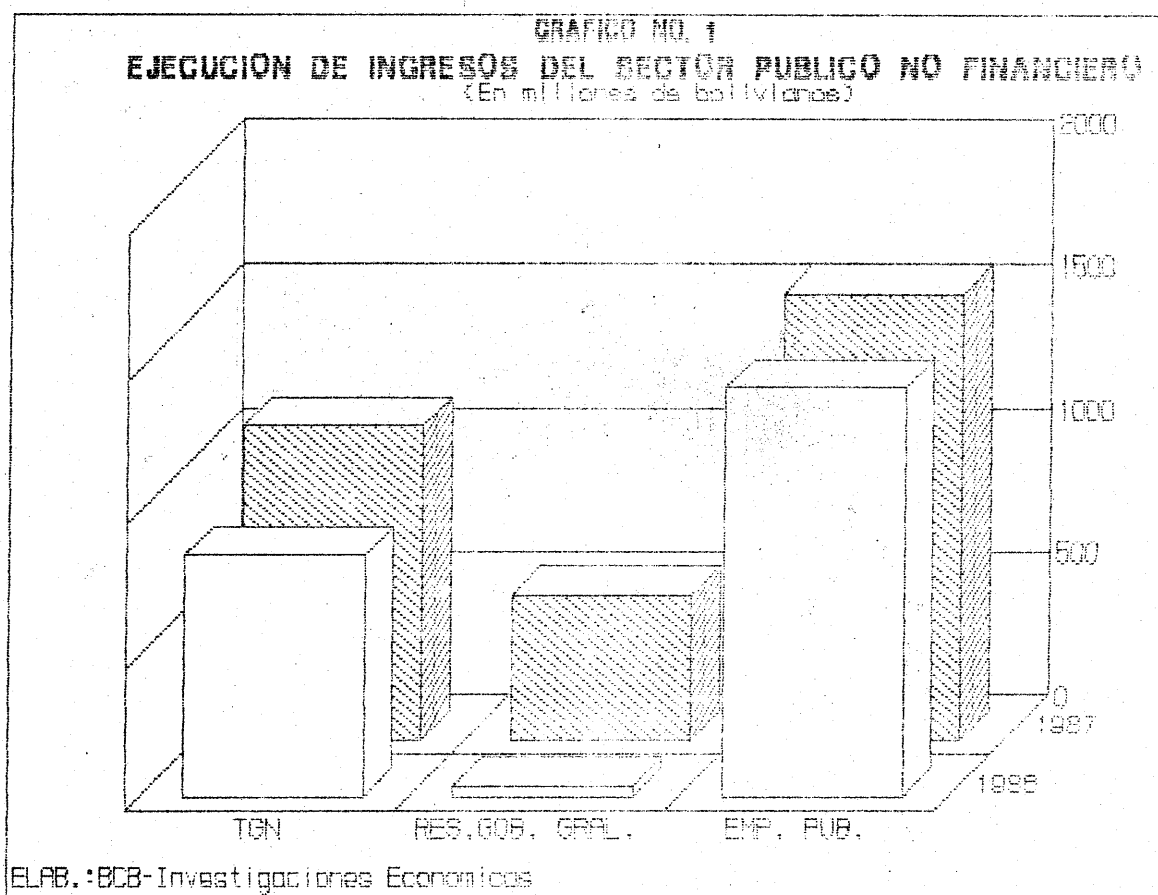 GRAFICO NO. 1
EJECUCION DE INGRESOS DEL SECTOR PUBLICO NO FINANCIERO
(En millones de bolivianos)
2000
1500
1000
500
0
1987
1986
TGN RES.GOB. GRAL. EMP. PUB.
ELAB.:BCB-Investigaciones Economicas